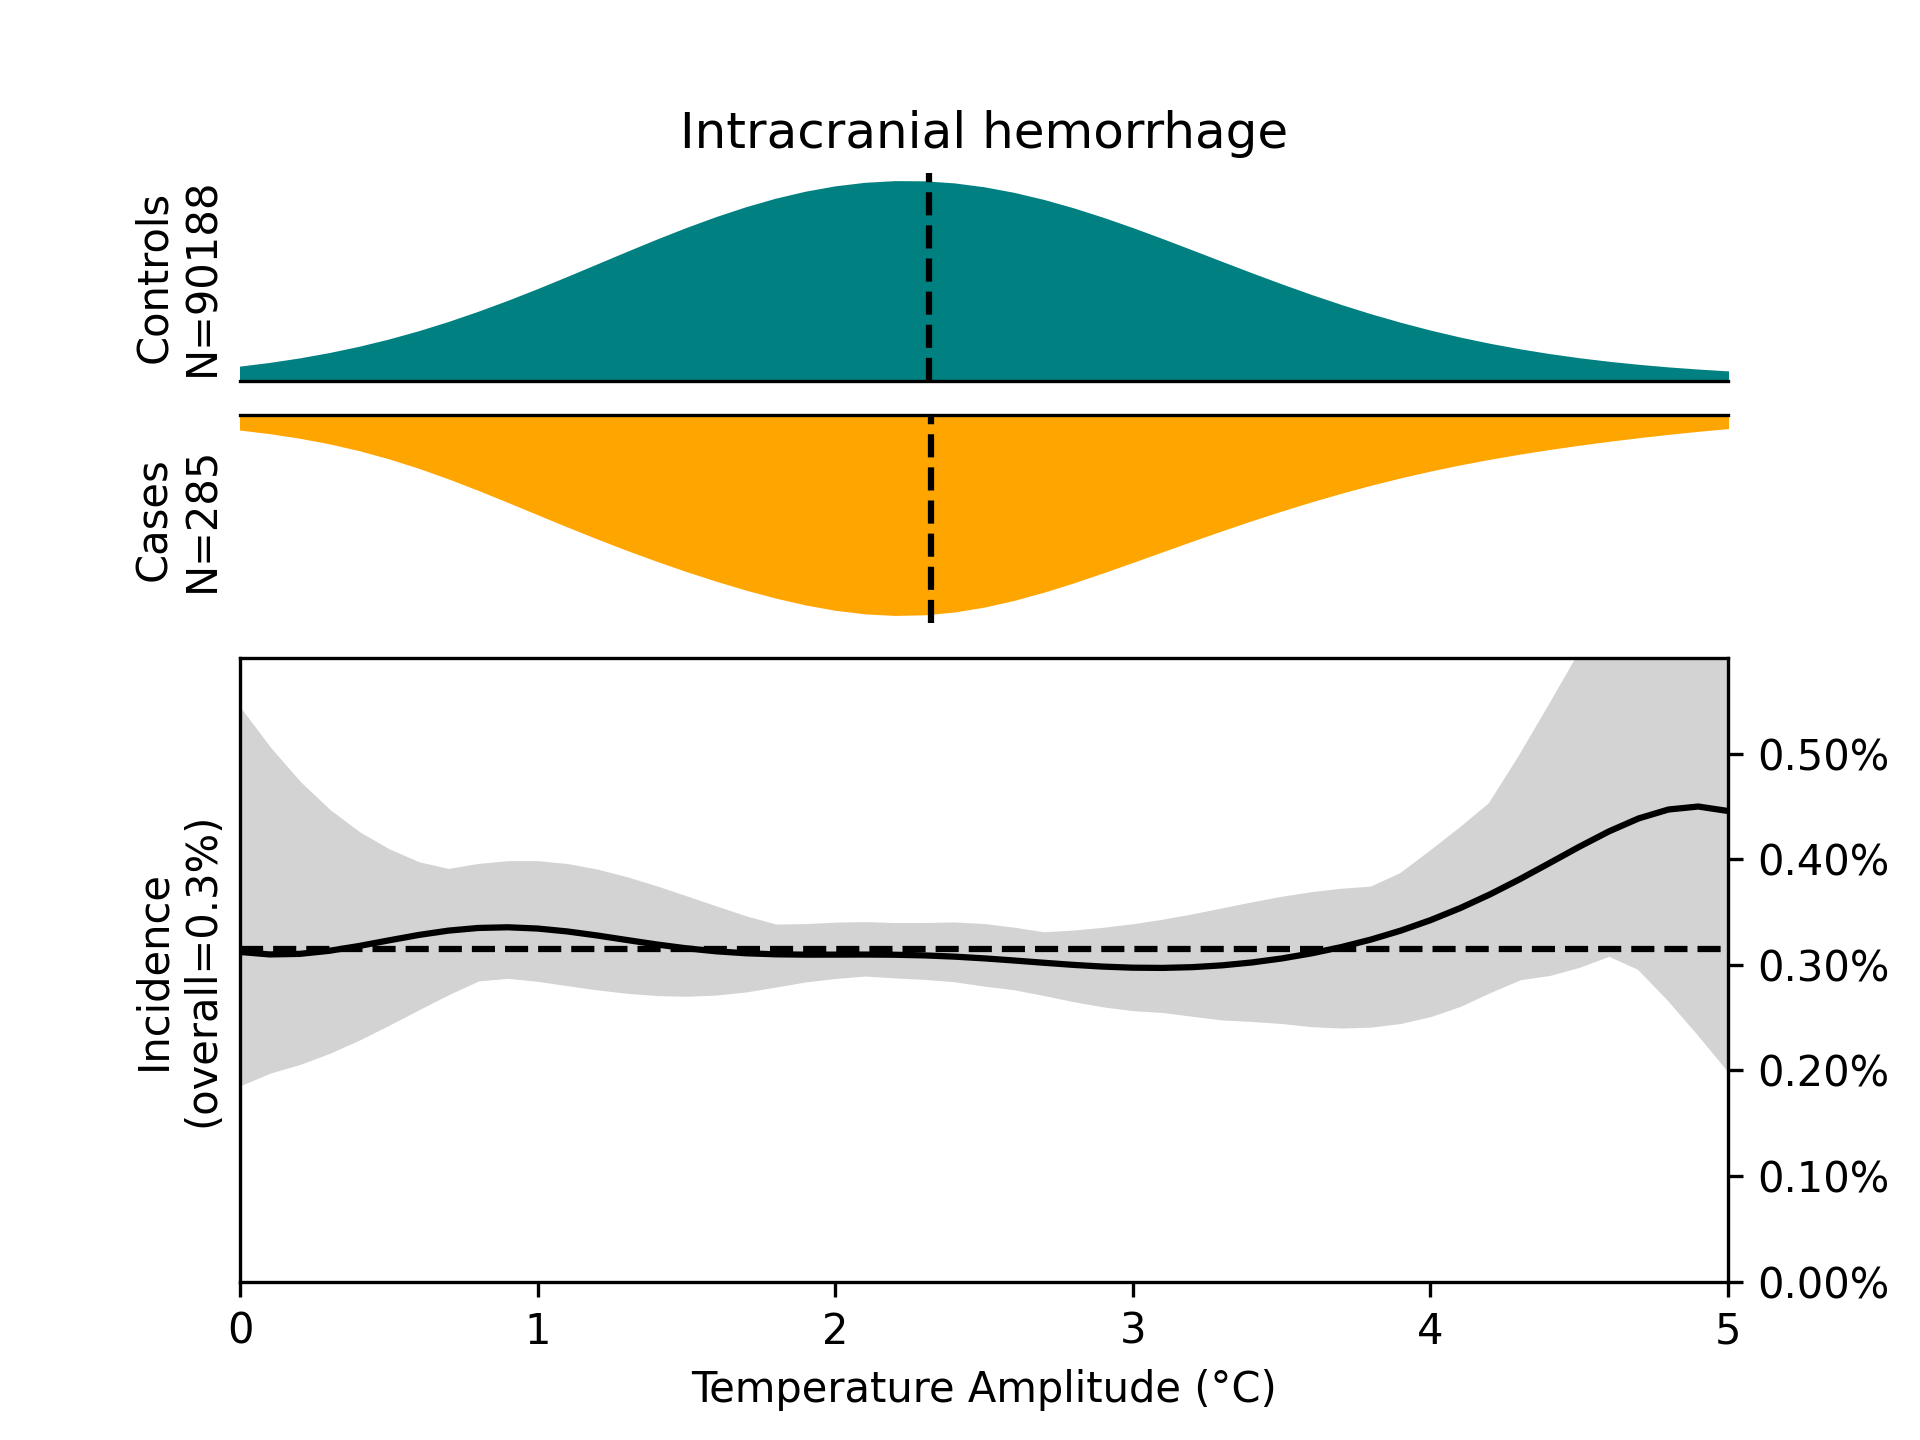 Intracranial hemorrhage
Controls
N=90188
Cases
N=285
Incidence
(overall=0.3%)
0.50%
0.40%
0.30%
0.20%
0.10%
0.00%
0 1 2 3 4 5
Temperature Amplitude (°C)